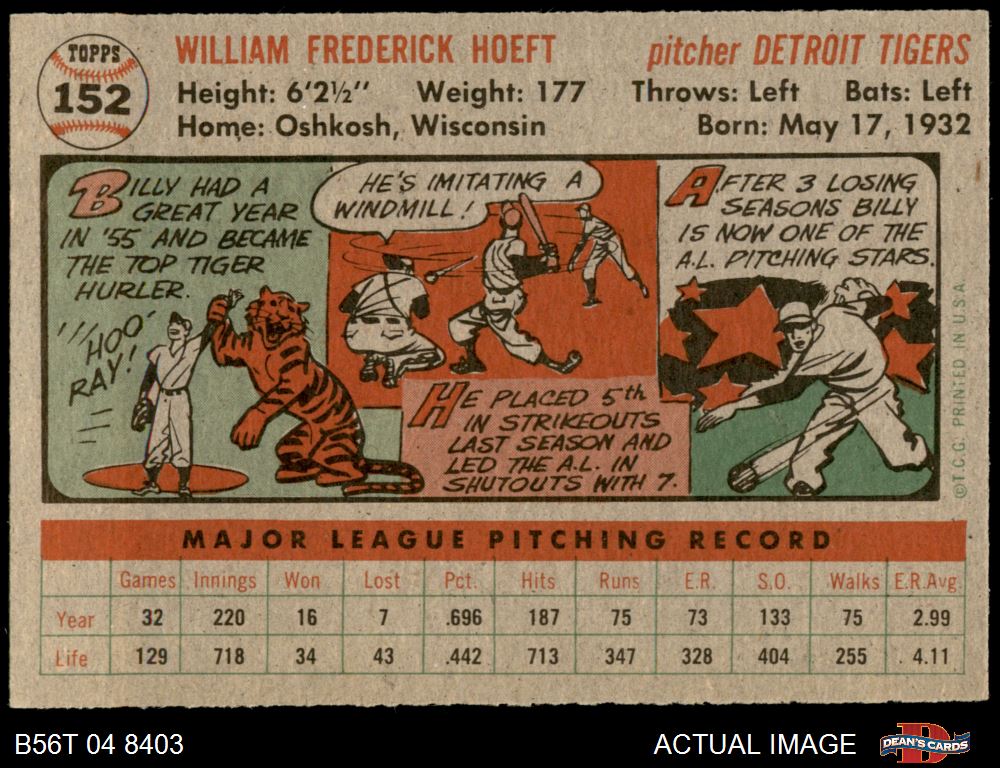 TOPPS
152
WILLIAM FREDERICK HOEFT
pitcher DETROIT TIGERS
Height: 6'2½" Weight: 177 Throws: Left Bats: Left
Home: Oshkosh, Wisconsin Born: May 17, 1932
BILLY HAD A
GREAT YEAR
IN '55 AND BECAME
THE TOP TIGER
HURLER.
HOO
RAY!
HE'S IMITATING A
WINDMILL!
HE PLACED 5th
IN STRIKEOUTS
LAST SEASON AND
LED THE A.L. IN
SHUTOUTS WITH 7.
AFTER 3 LOSING
SEASONS BILLY
IS NOW ONE OF THE
A.L. PITCHING STARS.
© T.C.G. PRINTED IN U.S.A.
MAJOR LEAGUE PITCHING RECORD
Games Innings Won Lost Pct. Hits Runs E.R. S.O. Walks E.R.Avg.
Year 32 220 16 7 .696 187 75 73 133 75 2.99
Life 129 718 34 43 .442 713 347 328 404 255 4.11
B56T 04 8403
ACTUAL IMAGE
D
DEAN'S CARDS